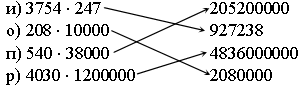 и) 3754 · 247 205200000
о) 208 · 10000 927238
п) 540 · 38000 4836000000
р) 4030 · 1200000 2080000